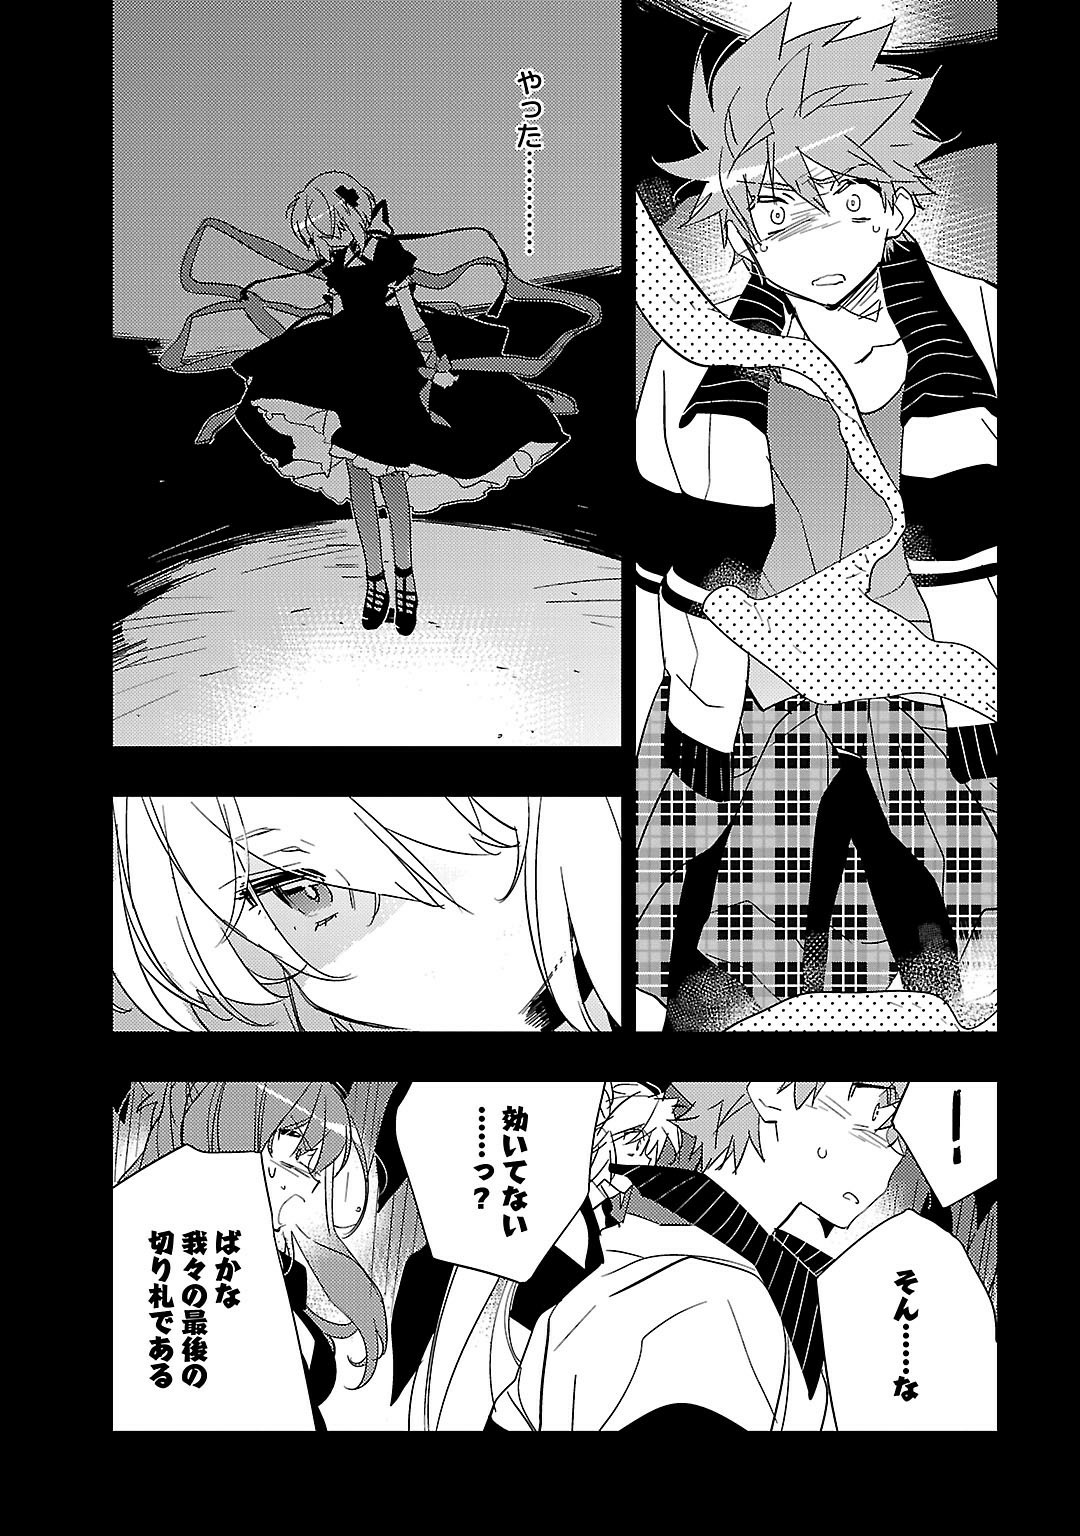 やった…………
！
そん……な
効いてない
……っ？
ばかな
我々の最後の
切り札である